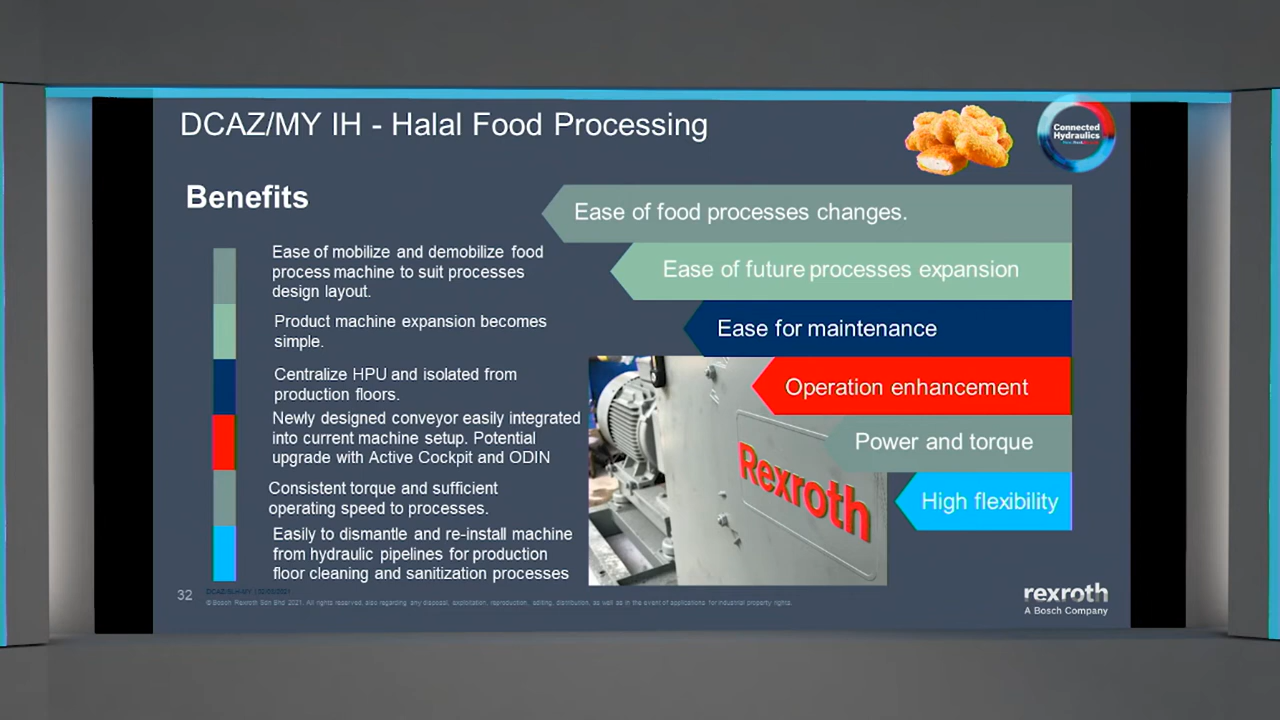 DCAZ/MY IH - Halal Food Processing
Connected
Hydraulics
Benefits
Ease of mobilize and demobilize food
process machine to suit processes
design layout.
Product machine expansion becomes
simple.
Centralize HPU and isolated from
production floors.
Newly designed conveyor easily integrated
into current machine setup. Potential
upgrade with Active Cockpit and ODIN
Consistent torque and sufficient
operating speed to processes.
Easily to dismantle and re-install machine
from hydraulic pipelines for production
floor cleaning and sanitization processes
Ease of food processes changes.
Ease of future processes expansion
Ease for maintenance
Operation enhancement
Power and torque
High flexibility
Rexroth
32
© Bosch Rexroth Sdn Bhd 2021. All rights reserved, also regarding any disposal, exploitation, reproduction, editing, distribution, as well as in the event of applications for industrial property rights.
rexroth
A Bosch Company